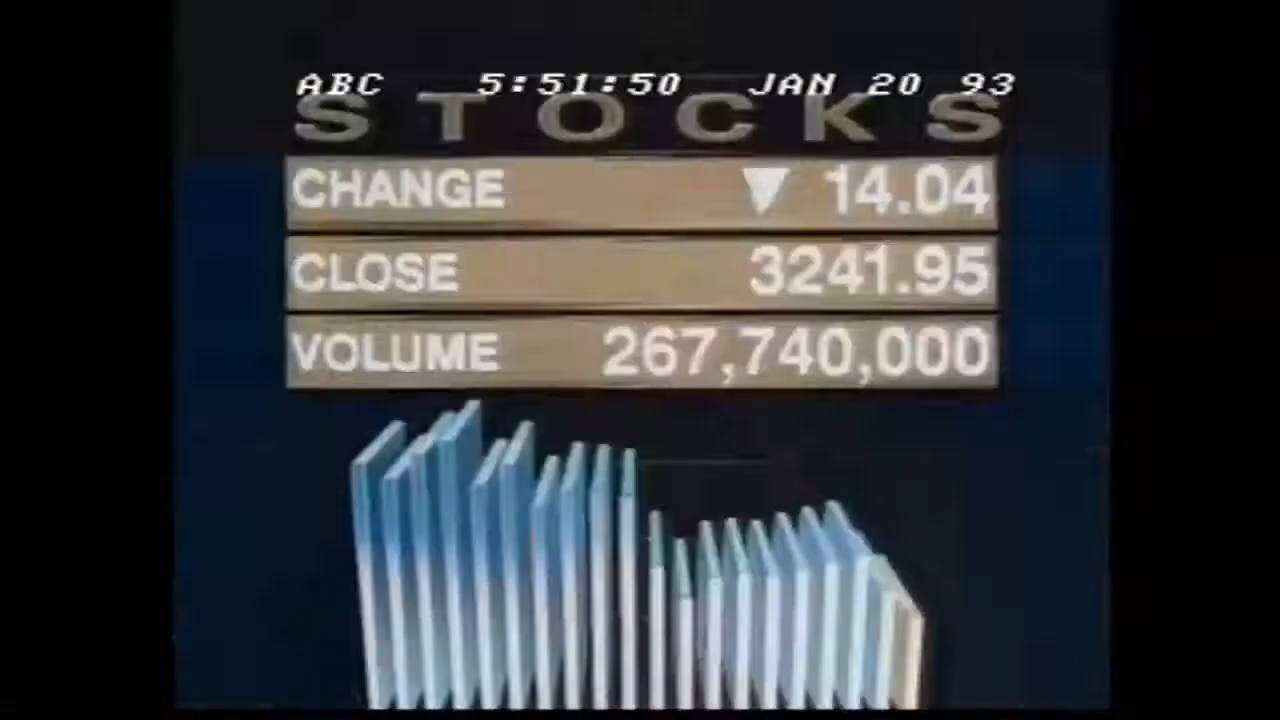 ABC 5:51:50 JAN 20 93
STOCKS
CHANGE ▼ 14.04
CLOSE 3241.95
VOLUME 267,740,000